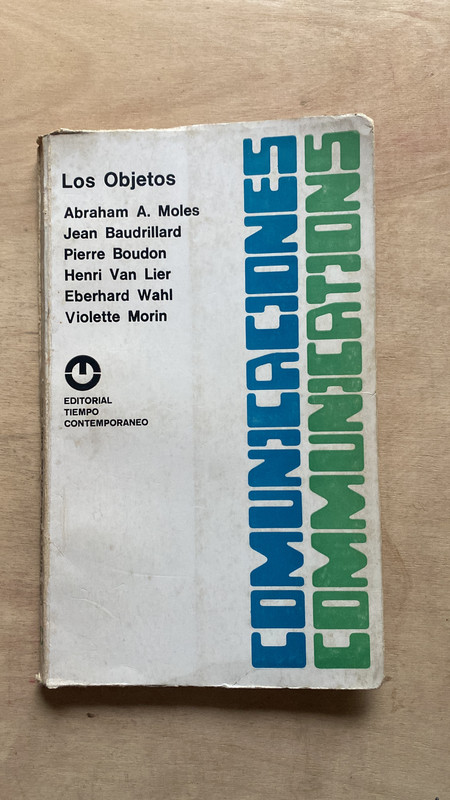 Los Objetos
Abraham A. Moles
Jean Baudrillard
Pierre Boudon
Henri Van Lier
Eberhard Wahl
Violette Morin
EDITORIAL
TIEMPO
CONTEMPORANEO
COMUNICACIONES
COMMUNICATIONS